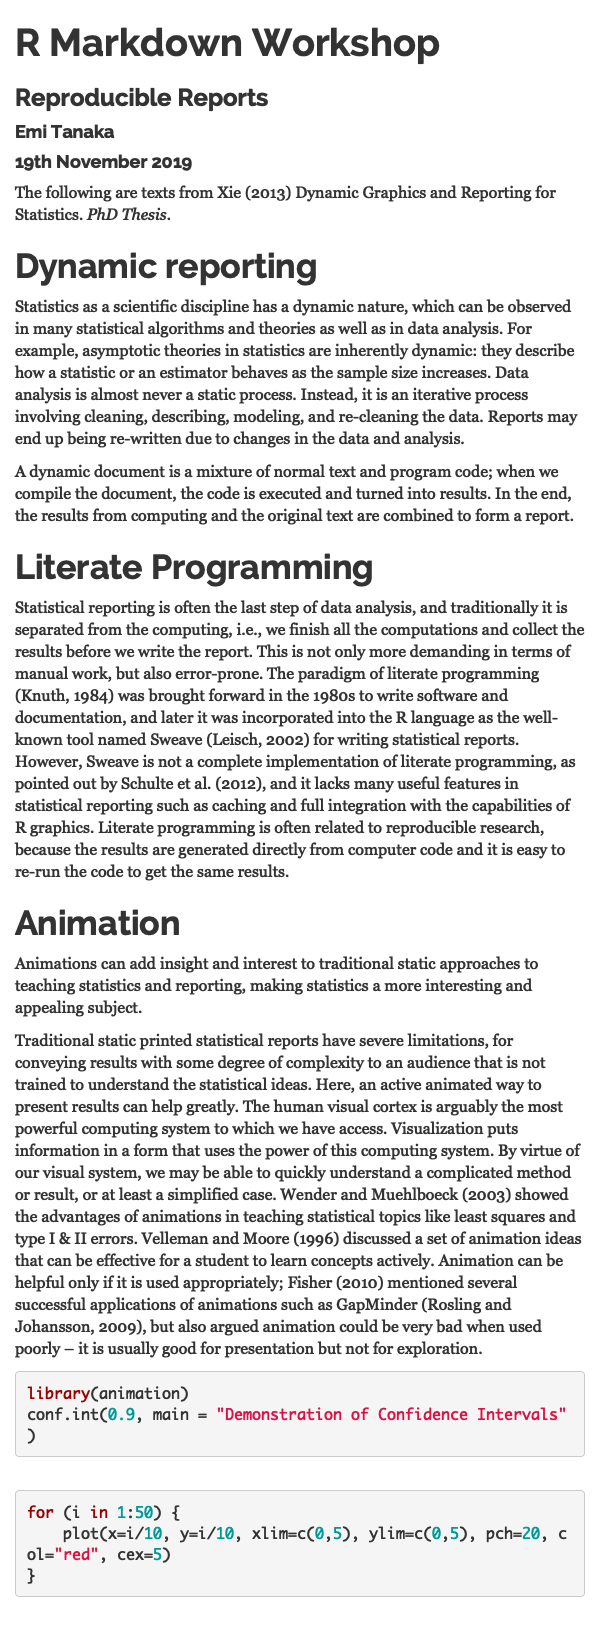 R Markdown Workshop
Reproducible Reports
Emi Tanaka
19th November 2019
The following are texts from Xie (2013) Dynamic Graphics and Reporting for
Statistics. PhD Thesis.
Dynamic reporting
Statistics as a scientific discipline has a dynamic nature, which can be observed
in many statistical algorithms and theories as well as in data analysis. For
example, asymptotic theories in statistics are inherently dynamic: they describe
how a statistic or an estimator behaves as the sample size increases. Data
analysis is almost never a static process. Instead, it is an iterative process
involving cleaning, describing, modeling, and re-cleaning the data. Reports may
end up being re-written due to changes in the data and analysis.
A dynamic document is a mixture of normal text and program code; when we
compile the document, the code is executed and turned into results. In the end,
the results from computing and the original text are combined to form a report.
Literate Programming
Statistical reporting is often the last step of data analysis, and traditionally it is
separated from the computing, i.e., we finish all the computations and collect the
results before we write the report. This is not only more demanding in terms of
manual work, but also error-prone. The paradigm of literate programming
(Knuth, 1984) was brought forward in the 1980s to write software and
documentation, and later it was incorporated into the R language as the well-
known tool named Sweave (Leisch, 2002) for writing statistical reports.
However, Sweave is not a complete implementation of literate programming, as
pointed out by Schulte et al. (2012), and it lacks many useful features in
statistical reporting such as caching and full integration with the capabilities of
R graphics. Literate programming is often related to reproducible research,
because the results are generated directly from computer code and it is easy to
re-run the code to get the same results.
Animation
Animations can add insight and interest to traditional static approaches to
teaching statistics and reporting, making statistics a more interesting and
appealing subject.
Traditional static printed statistical reports have severe limitations, for
conveying results with some degree of complexity to an audience that is not
trained to understand the statistical ideas. Here, an active animated way to
present results can help greatly. The human visual cortex is arguably the most
powerful computing system to which we have access. Visualization puts
information in a form that uses the power of this computing system. By virtue of
our visual system, we may be able to quickly understand a complicated method
or result, or at least a simplified case. Wender and Muehlboeck (2003) showed
the advantages of animations in teaching statistical topics like least squares and
type I & II errors. Velleman and Moore (1996) discussed a set of animation ideas
that can be effective for a student to learn concepts actively. Animation can be
helpful only if it is used appropriately; Fisher (2010) mentioned several
successful applications of animations such as GapMinder (Rosling and
Johansson, 2009), but also argued animation could be very bad when used
poorly – it is usually good for presentation but not for exploration.
library(animation)
conf.int(0.9, main = "Demonstration of Confidence Intervals"
)
for (i in 1:50) {
    plot(x=i/10, y=i/10, xlim=c(0,5), ylim=c(0,5), pch=20, c
ol="red", cex=5)
}